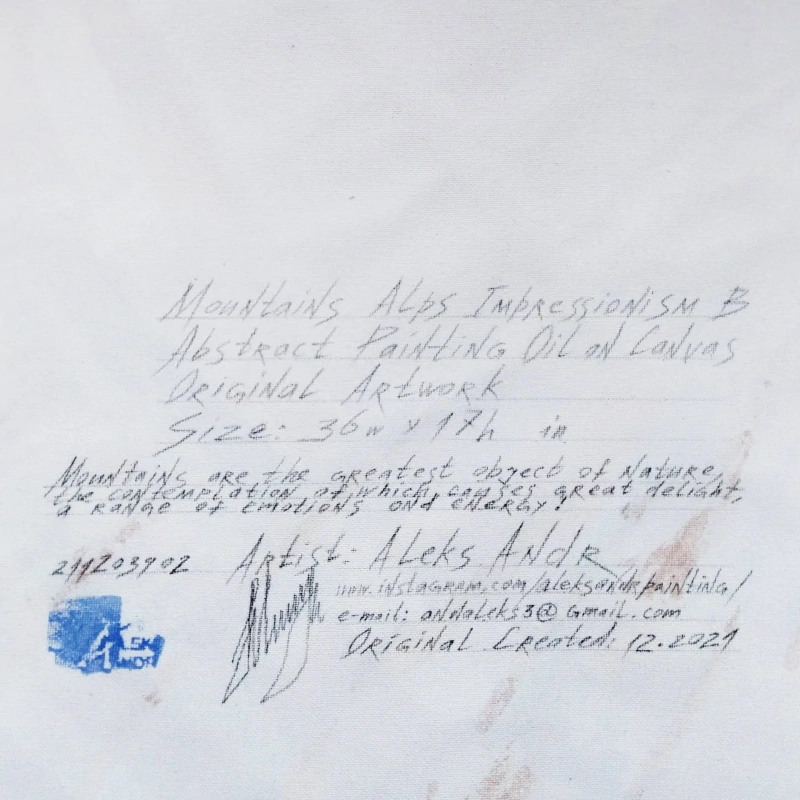 Mountains Alps Impressionism B
Abstract Painting Oil on Canvas
Original Artwork
Size: 36w x 17h in
Mountains are the greatest object of Nature,
the contemplation of which causes great delight,
a range of emotions and energy!
211203902 Artist: Aleks Andr
www.instagram.com/aleksandrpainting/
e-mail: andaleks3@Gmail.com
Original Created: 12.2021